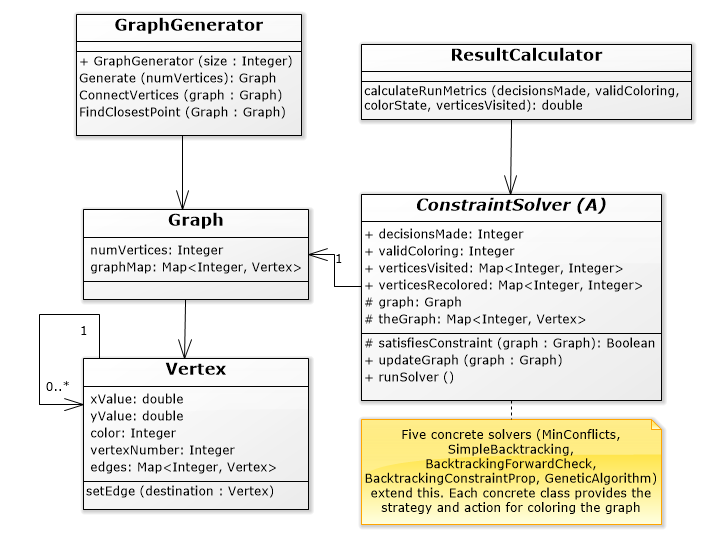 GraphGenerator
+ GraphGenerator (size : Integer)
Generate (numVertices): Graph
ConnectVertices (graph : Graph)
FindClosestPoint (Graph : Graph)
ResultCalculator
calculateRunMetrics (decisionsMade, validColoring,
colorState, verticesVisited): double
Graph
numVertices: Integer
graphMap: Map<Integer, Vertex>
ConstraintSolver (A)
+ decisionsMade: Integer
+ validColoring: Integer
+ verticesVisited: Map<Integer, Integer>
+ verticesRecolored: Map<Integer, Integer>
# graph: Graph
# theGraph: Map<Integer, Vertex>
# satisfiesConstraint (graph : Graph): Boolean
+ updateGraph (graph : Graph)
+ runSolver ()
1
1
0..*
Vertex
xValue: double
yValue: double
color: Integer
vertexNumber: Integer
edges: Map<Integer, Vertex>
setEdge (destination : Vertex)
Five concrete solvers (MinConflicts,
SimpleBacktracking,
BacktrackingForwardCheck,
BacktrackingConstraintProp, GeneticAlgorithm)
extend this. Each concrete class provides the
strategy and action for coloring the graph